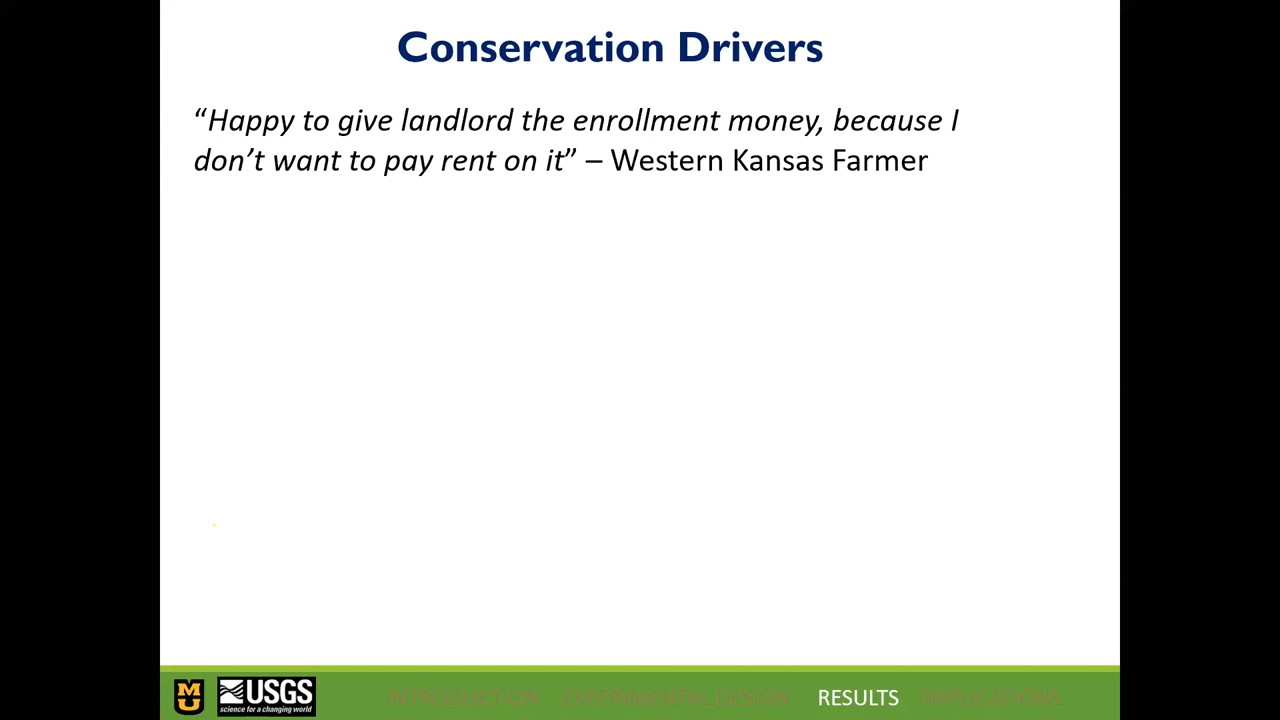 Conservation Drivers
“Happy to give landlord the enrollment money, because I
don’t want to pay rent on it” – Western Kansas Farmer
MU
USGS
science for a changing world
INTRODUCTION EXPERIMENTAL DESIGN RESULTS IMPLICATIONS